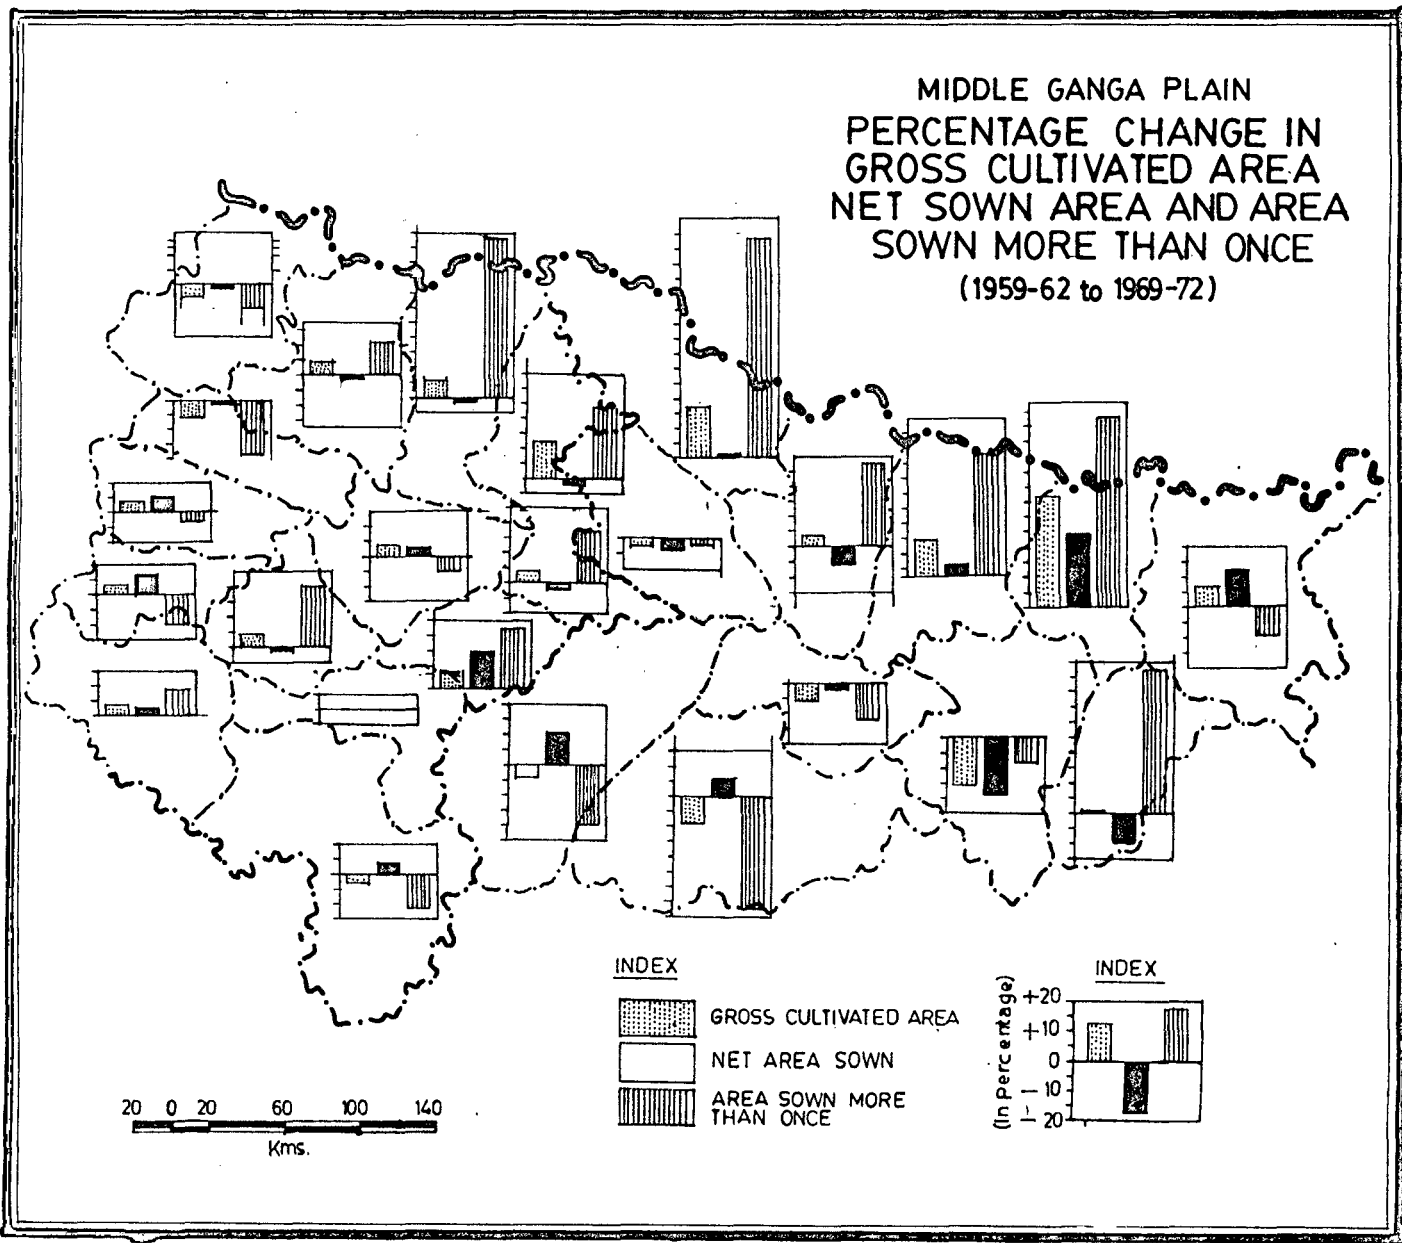 MIDDLE GANGA PLAIN
PERCENTAGE CHANGE IN
GROSS CULTIVATED AREA
NET SOWN AREA AND AREA
SOWN MORE THAN ONCE
(1959-62 to 1969-72)
INDEX
GROSS CULTIVATED AREA
NET AREA SOWN
AREA SOWN MORE
THAN ONCE
INDEX
(In Percentage)
+20
+10
0
- 10
- 20
20 0 20 60 100 140
Kms.